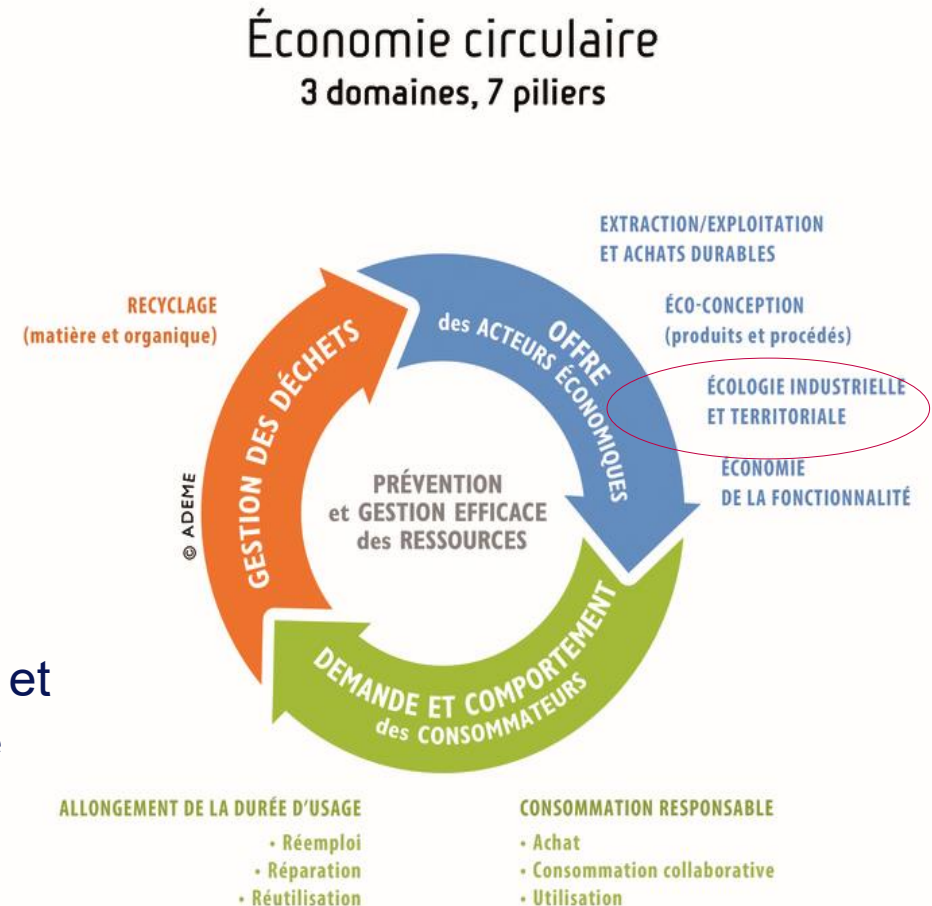 Économie circulaire
3 domaines, 7 piliers
EXTRACTION/EXPLOITATION
ET ACHATS DURABLES
RECYCLAGE
(matière et organique)
ÉCO-CONCEPTION
(produits et procédés)
ÉCOLOGIE INDUSTRIELLE
ET TERRITORIALE
ÉCONOMIE
DE LA FONCTIONNALITÉ
OFFRE
des ACTEURS ÉCONOMIQUES
GESTION DES DÉCHETS
PRÉVENTION
et GESTION EFFICACE
des RESSOURCES
© ADEME
DEMANDE ET COMPORTEMENT
des CONSOMMATEURS
et
ALLONGEMENT DE LA DURÉE D'USAGE
• Réemploi
• Réparation
• Réutilisation
CONSOMMATION RESPONSABLE
• Achat
• Consommation collaborative
• Utilisation